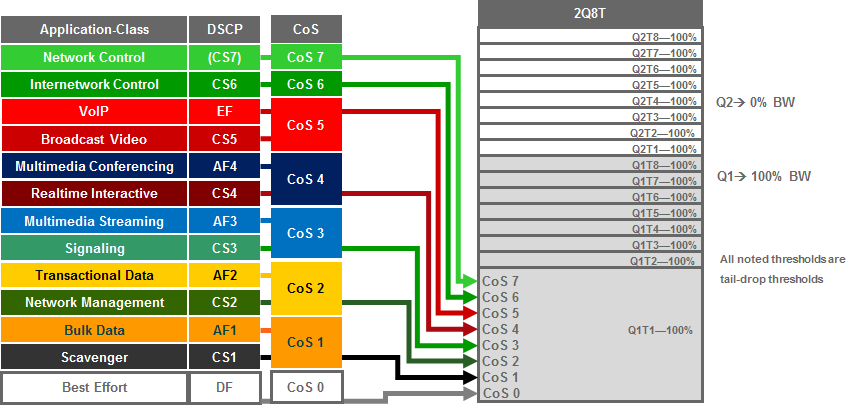 2Q8T
Application-Class DSCP CoS
Network Control (CS7) CoS 7
Internetwork Control CS6 CoS 6
VoIP EF
CoS 5
Broadcast Video CS5
Multimedia Conferencing AF4
CoS 4
Realtime Interactive CS4
Multimedia Streaming AF3
CoS 3
Signaling CS3
Transactional Data AF2
CoS 2
Network Management CS2
Bulk Data AF1
CoS 1
Scavenger CS1
Best Effort DF CoS 0
Q2T8—100%
Q2T7—100%
Q2T6—100%
Q2T5—100%
Q2T4—100%
Q2T3—100%
Q2T2—100%
Q2T1—100%
Q1T8—100%
Q1T7—100%
Q1T6—100%
Q1T5—100%
Q1T4—100%
Q1T3—100%
Q1T2—100%
CoS 7
CoS 6
CoS 5
CoS 4
Q1T1—100%
CoS 3
CoS 2
CoS 1
CoS 0
Q2→ 0% BW
Q1→ 100% BW
All noted thresholds are
tail-drop thresholds